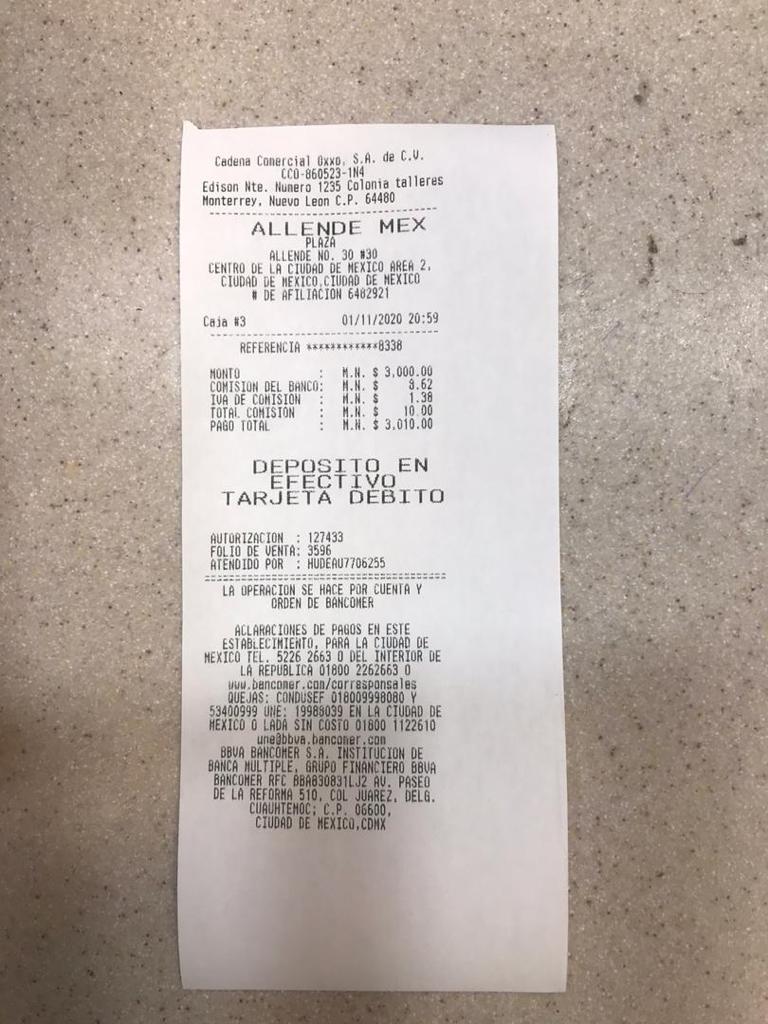 Cadena Comercial Oxxo, S.A. de C.V.
CCO-860523-1N4
Edison Nte. Numero 1235 Colonia talleres
Monterrey, Nuevo Leon C.P. 64480
ALLENDE MEX
PLAZA
ALLENDE NO. 30 #30
CENTRO DE LA CIUDAD DE MEXICO AREA 2,
CIUDAD DE MEXICO,CIUDAD DE MEXICO
# DE AFILIACION 6482921
Caja #3 01/11/2020 20:59
REFERENCIA ************8338
MONTO : M.N. $ 3,000.00
COMISION DEL BANCO: M.N. $ 8.62
IVA DE COMISION : M.N. $ 1.38
TOTAL COMISION : M.N. $ 10.00
PAGO TOTAL : M.N. $ 3,010.00
DEPOSITO EN
EFECTIVO
TARJETA DEBITO
AUTORIZACION : 127433
FOLIO DE VENTA: 3596
ATENDIDO POR : HUDEAU7706255
LA OPERACION SE HACE POR CUENTA Y
ORDEN DE BANCOMER
ACLARACIONES DE PAGOS EN ESTE
ESTABLECIMIENTO, PARA LA CIUDAD DE
MEXICO TEL. 5226 2663 O DEL INTERIOR DE
LA REPUBLICA 01800 2262663 O
www.bancomer.com/corresponsales
QUEJAS: CONDUSEF 018009998080 Y
53400999 UNE: 19988039 EN LA CIUDAD DE
MEXICO O LADA SIN COSTO 01800 1122610
une@bbva.bancomer.com
BBVA BANCOMER S.A. INSTITUCION DE
BANCA MULTIPLE, GRUPO FINANCIERO BBVA
BANCOMER RFC BBA830831LJ2 AV. PASEO
DE LA REFORMA 510, COL JUAREZ, DELG.
CUAUHTEMOC; C.P. 06600,
CIUDAD DE MEXICO,CDMX